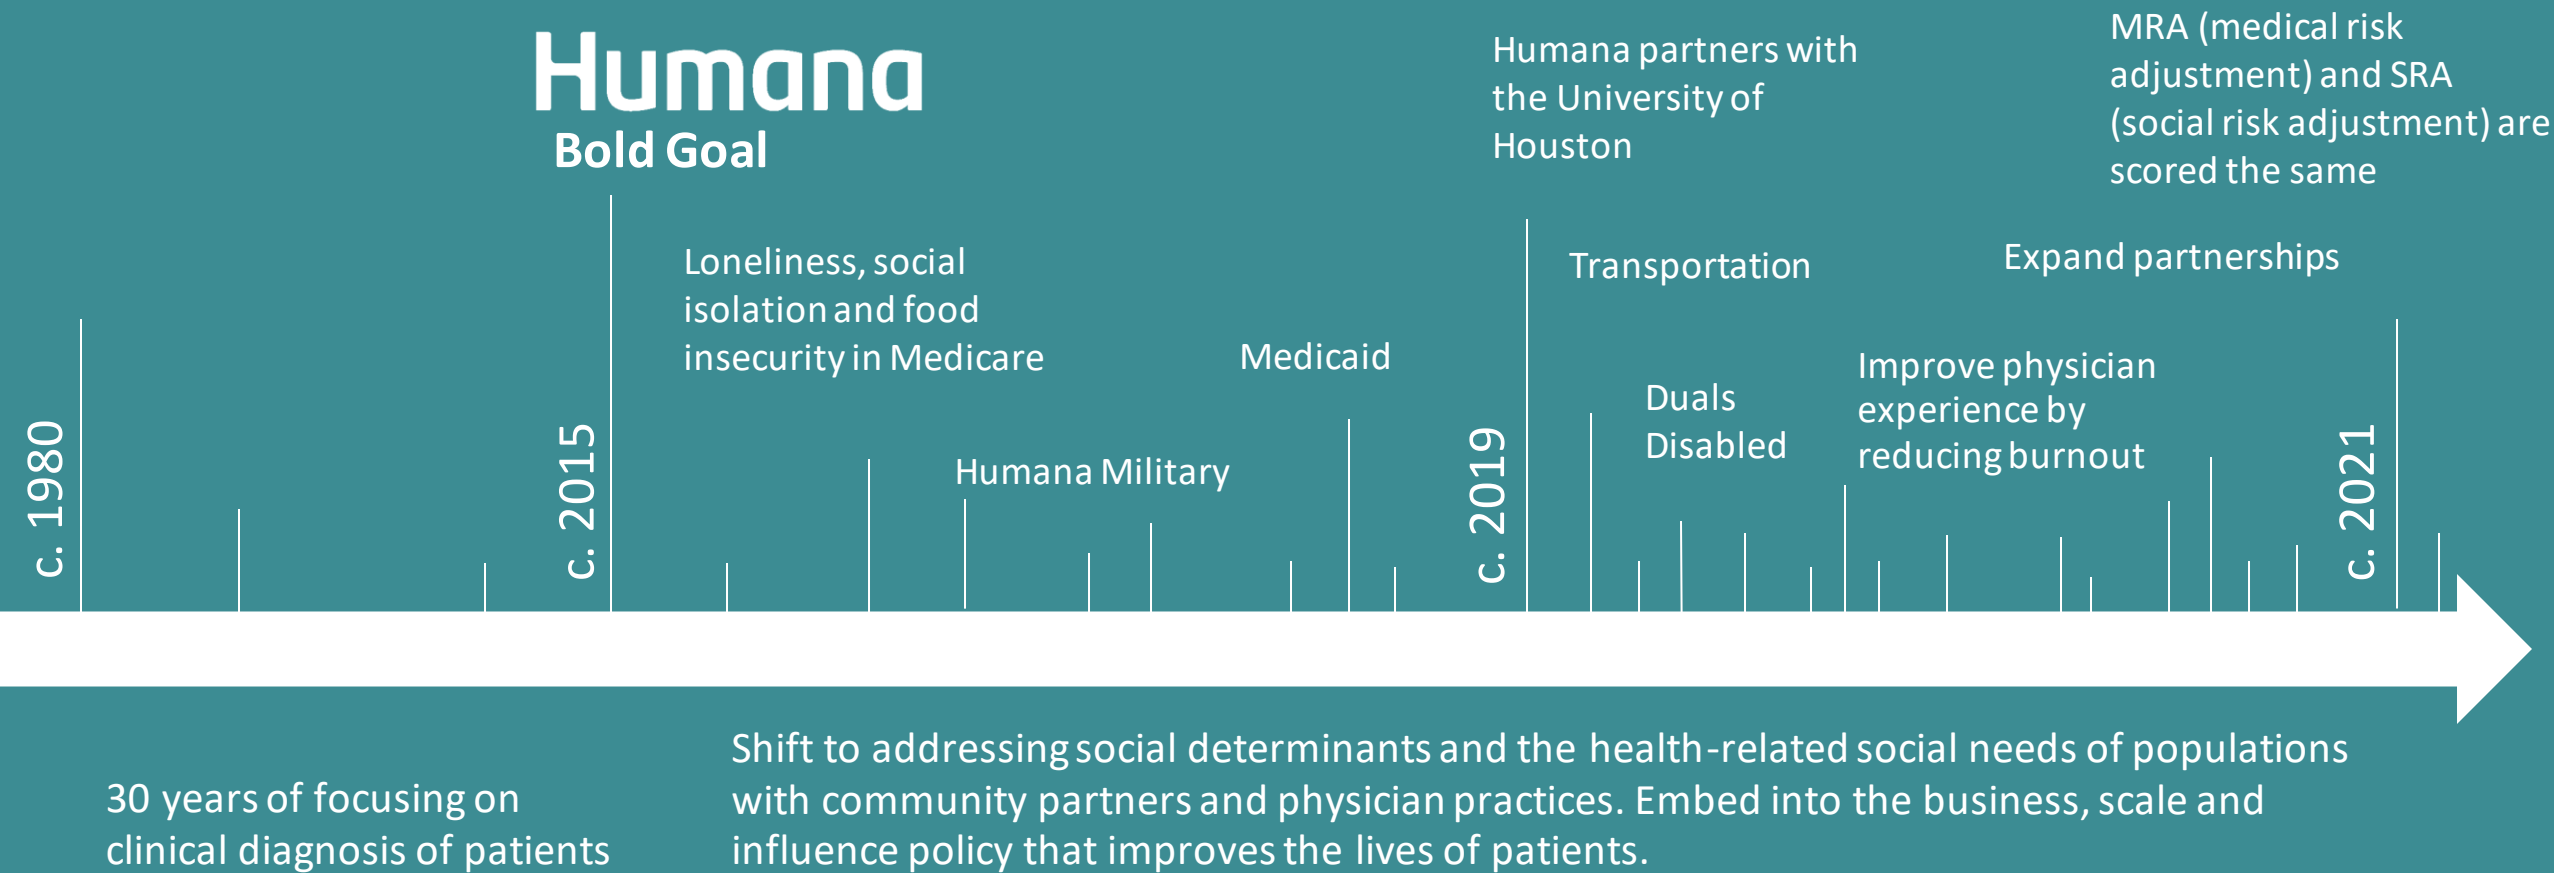 Humana
Bold Goal
Humana partners with
the University of
Houston
MRA (medical risk
adjustment) and SRA
(social risk adjustment) are
scored the same
Loneliness, social
isolation and food
insecurity in Medicare
Transportation
Expand partnerships
Medicaid
Duals
Disabled
Improve physician
experience by
reducing burnout
Humana Military
c. 1980
c. 2015
c. 2019
c. 2021
30 years of focusing on
clinical diagnosis of patients
Shift to addressing social determinants and the health-related social needs of populations
with community partners and physician practices. Embed into the business, scale and
influence policy that improves the lives of patients.